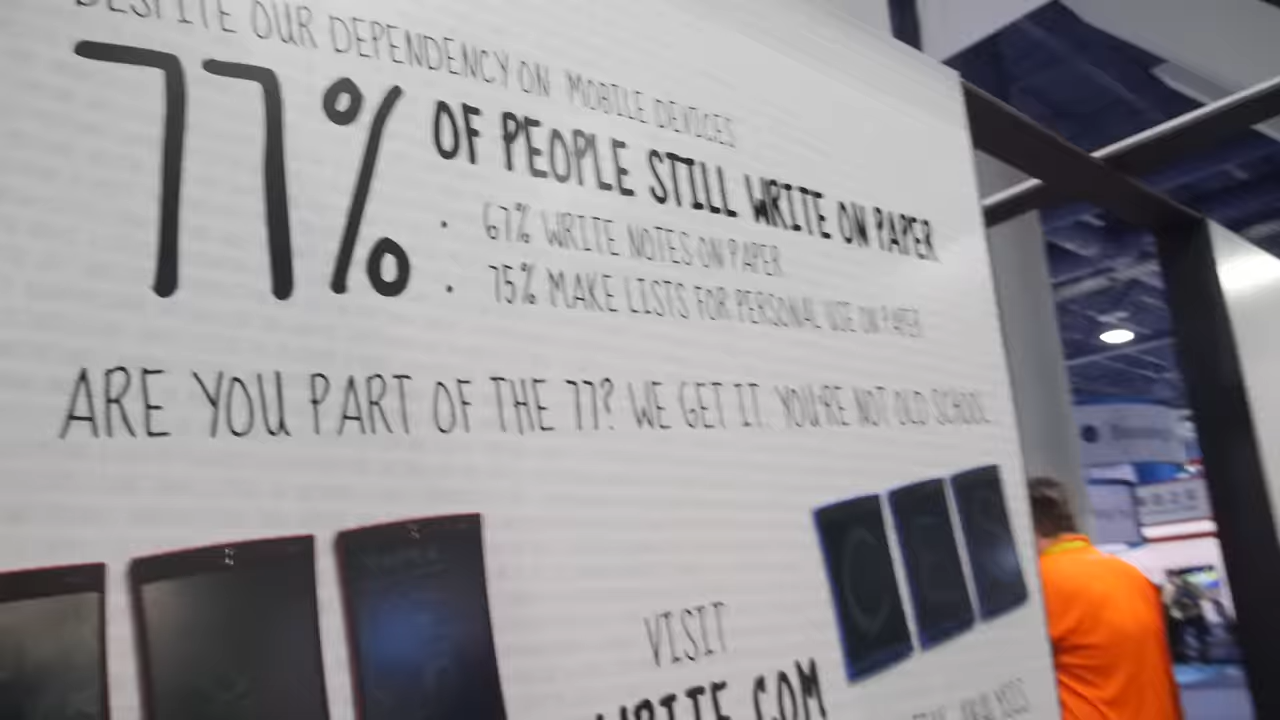 DESPITE OUR DEPENDENCY ON MOBILE DEVICES
77% OF PEOPLE STILL WRITE ON PAPER
· 67% WRITE NOTES ON PAPER
· 75% MAKE LISTS FOR PERSONAL USE ON PAPER
ARE YOU PART OF THE 77? WE GET IT. YOU'RE NOT OLD SCHOOL.
VISIT
WRITE.COM